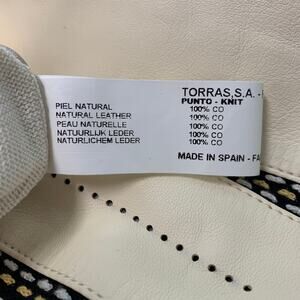 TORRAS,S.A. -
PUNTO - KNIT
PIEL NATURAL 100% CO
NATURAL LEATHER 100% CO
PEAU NATURELLE 100% CO
NATUURLIJK LEDER 100% CO
NATURLICHEM LEDER 100% CO
MADE IN SPAIN - FA